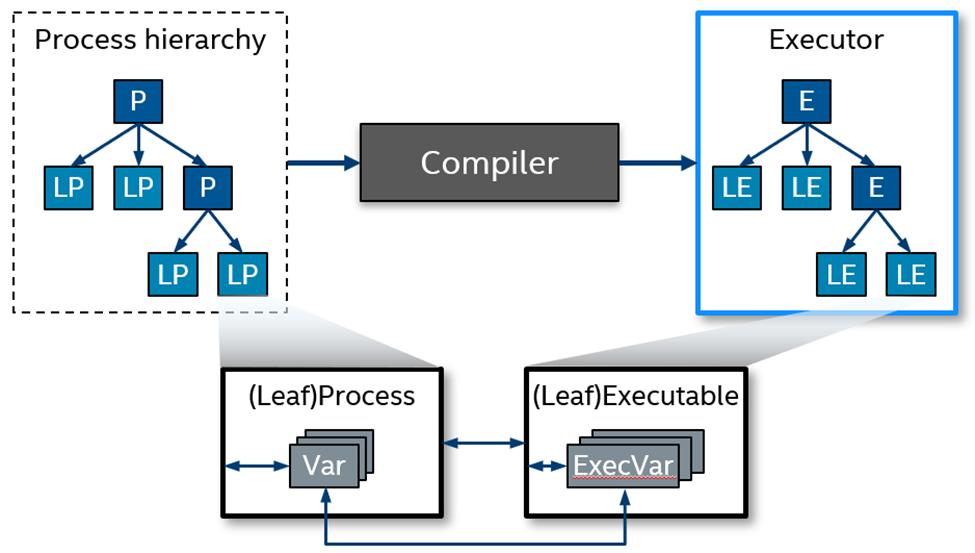 Process hierarchy
P
LP
LP
P
LP
LP
Compiler
Executor
E
LE
LE
E
LE
LE
(Leaf)Process
Var
(Leaf)Executable
ExecVar